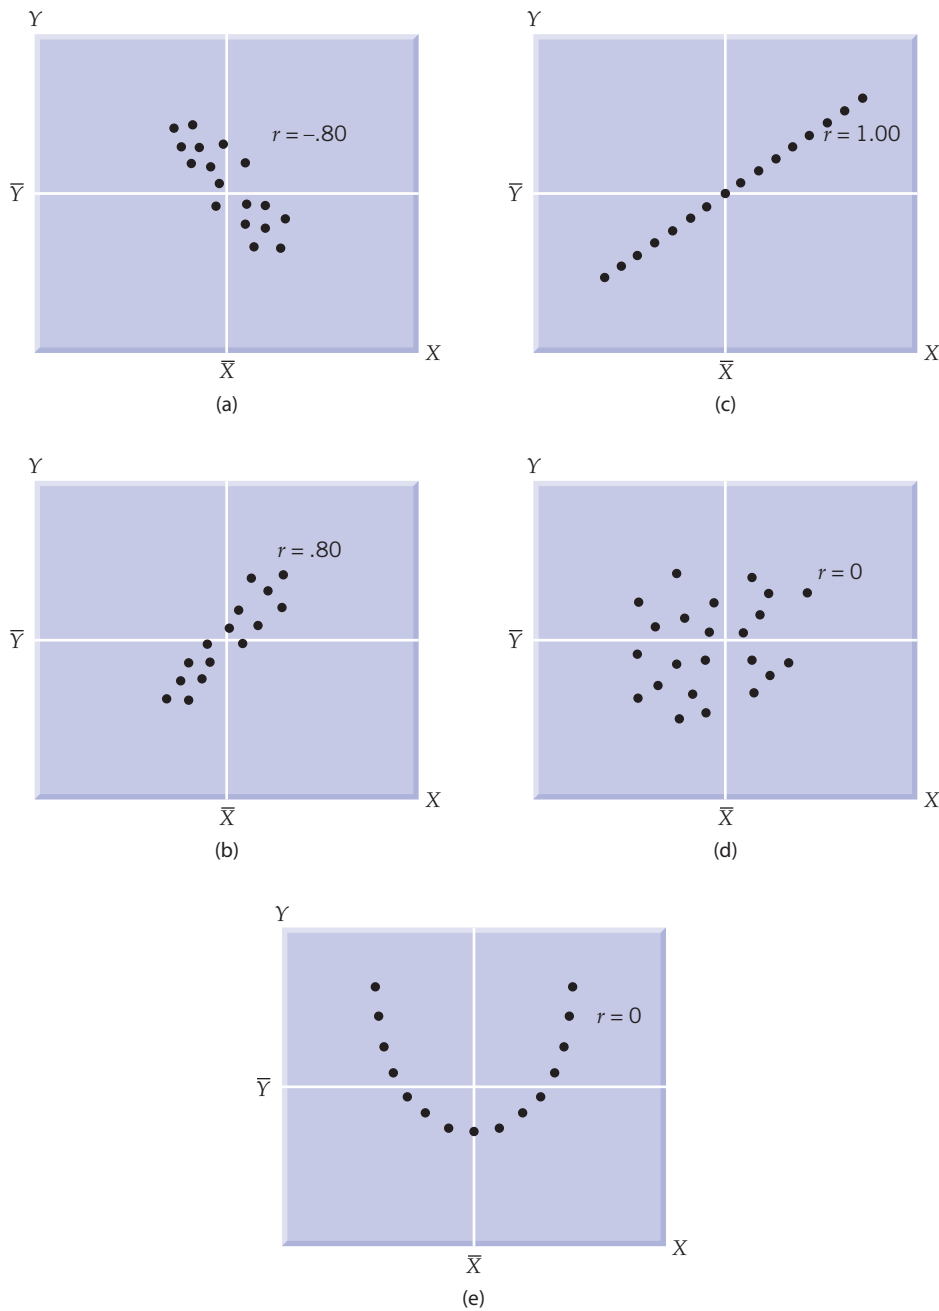 Y
r = –.80
Y̅
X
X̅
(a)
Y
r = 1.00
Y̅
X
X̅
(c)
Y
r = .80
Y̅
X
X̅
(b)
Y
r = 0
Y̅
X
X̅
(d)
Y
r = 0
Y̅
X
X̅
(e)